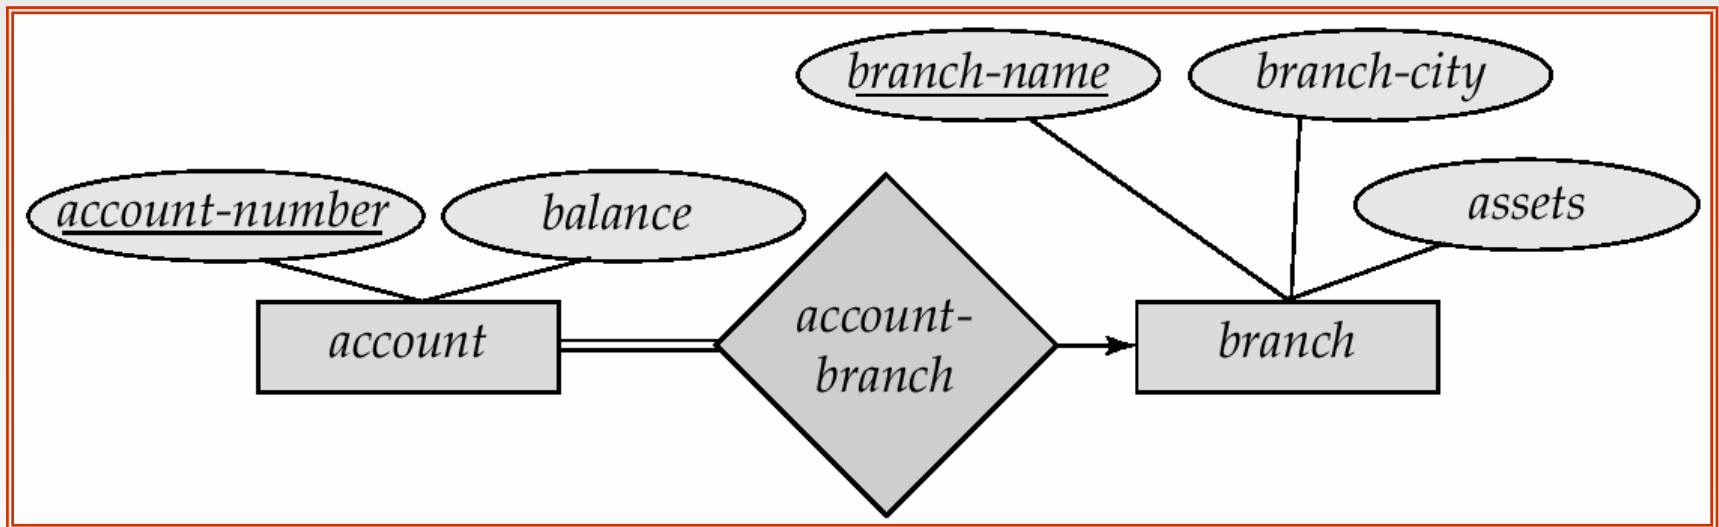 branch-name
branch-city
account-number
balance
assets
account
account-
branch
branch